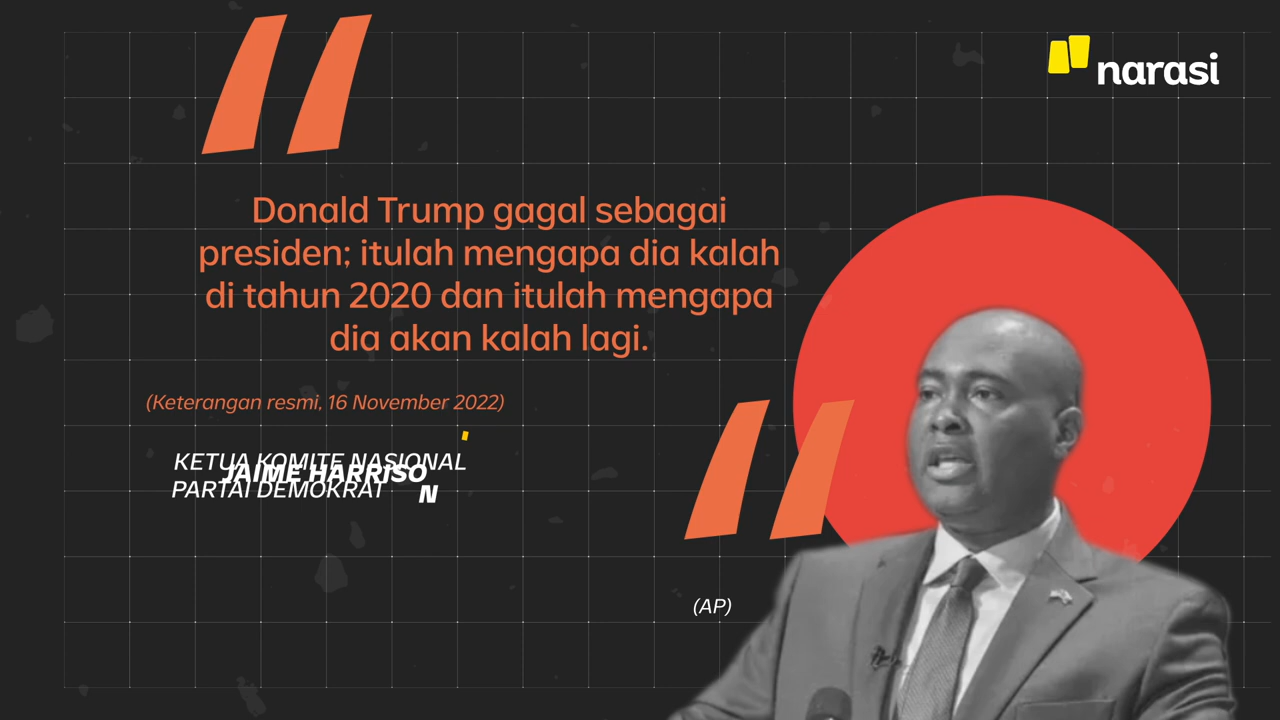 narasi
Donald Trump gagal sebagai
presiden; itulah mengapa dia kalah
di tahun 2020 dan itulah mengapa
dia akan kalah lagi.
(Keterangan resmi, 16 November 2022)
KETUA KOMITE NASIONAL
JAIME HARRISO
PARTAI DEMOKRAT
N
(AP)